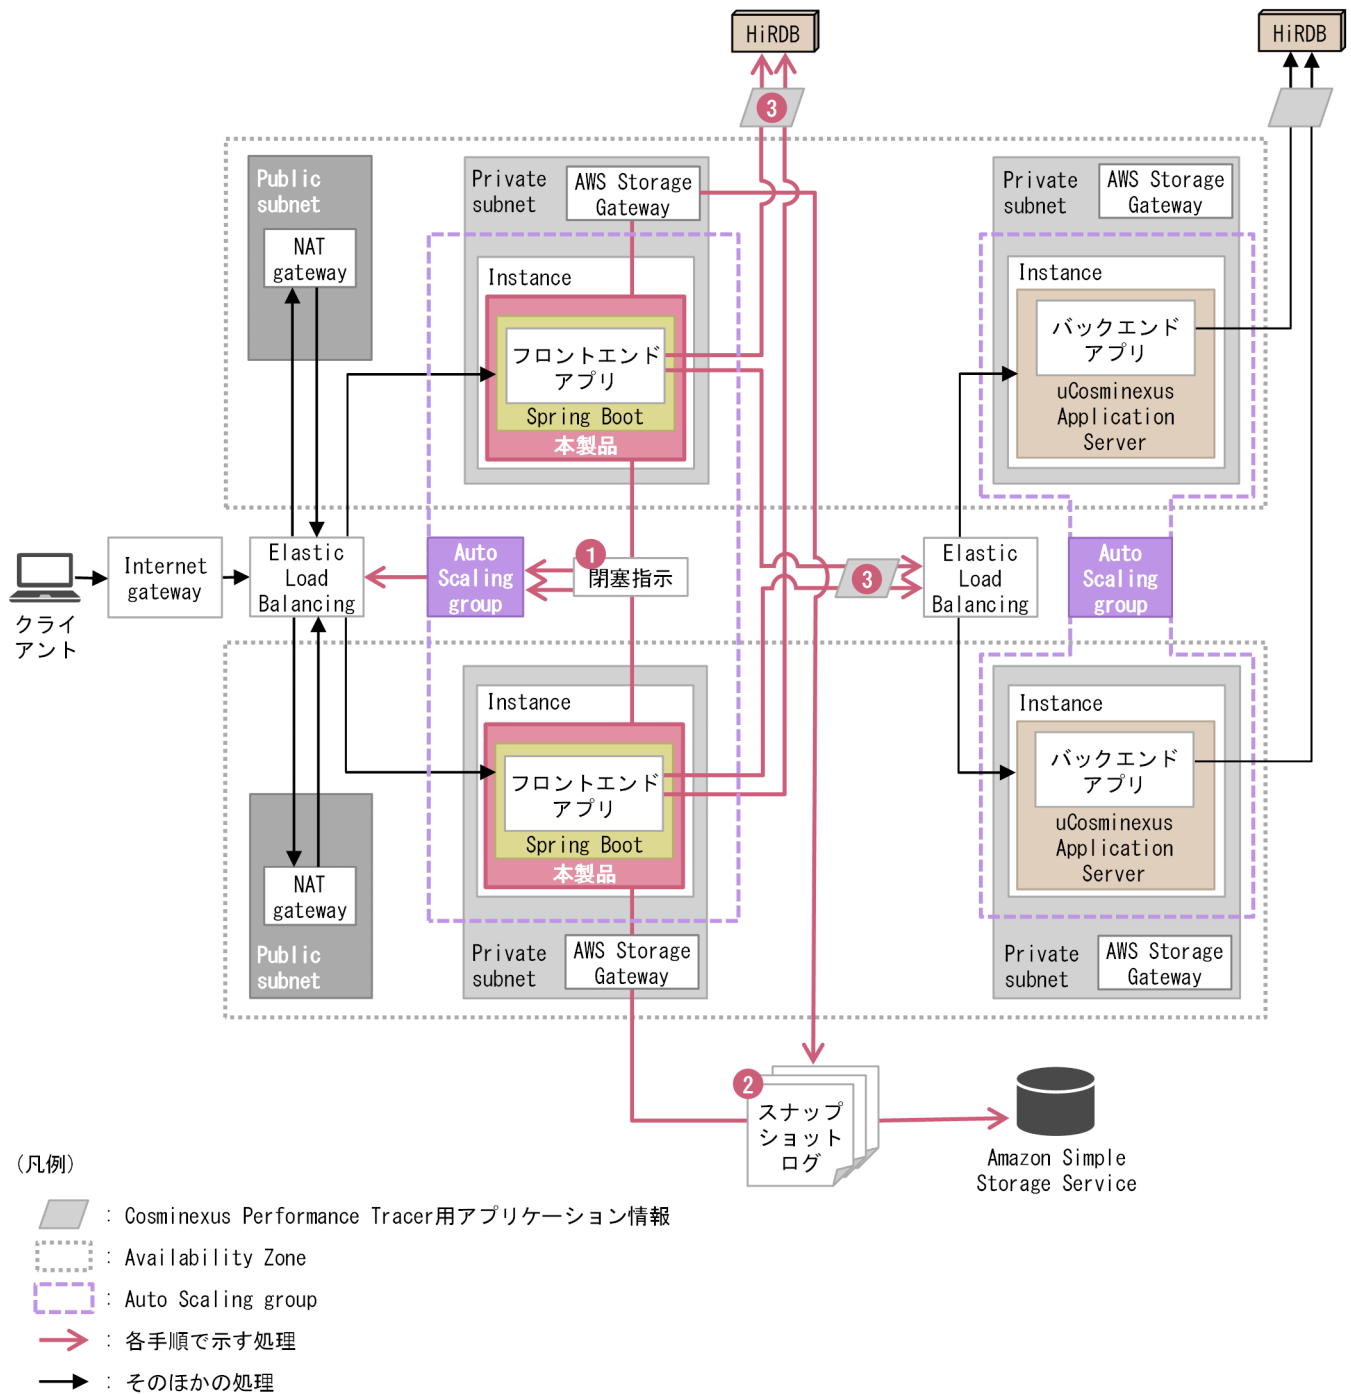 HiRDB
HiRDB
3
Public
subnet
NAT
gateway
Private
subnet
AWS Storage
Gateway
Instance
フロントエンド
アプリ
Spring Boot
本製品
Private
subnet
AWS Storage
Gateway
Instance
バックエンド
アプリ
uCosminexus
Application
Server
クライ
アント
Internet
gateway
Elastic
Load
Balancing
Auto
Scaling
group
1
閉塞指示
3
Elastic
Load
Balancing
Auto
Scaling
group
Instance
フロントエンド
アプリ
Spring Boot
本製品
Private
subnet
AWS Storage
Gateway
NAT
gateway
Public
subnet
Instance
バックエンド
アプリ
uCosminexus
Application
Server
Private
subnet
AWS Storage
Gateway
2
スナップ
ショット
ログ
Amazon Simple
Storage Service
(凡例)
: Cosminexus Performance Tracer用アプリケーション情報
: Availability Zone
: Auto Scaling group
: 各手順で示す処理
: そのほかの処理